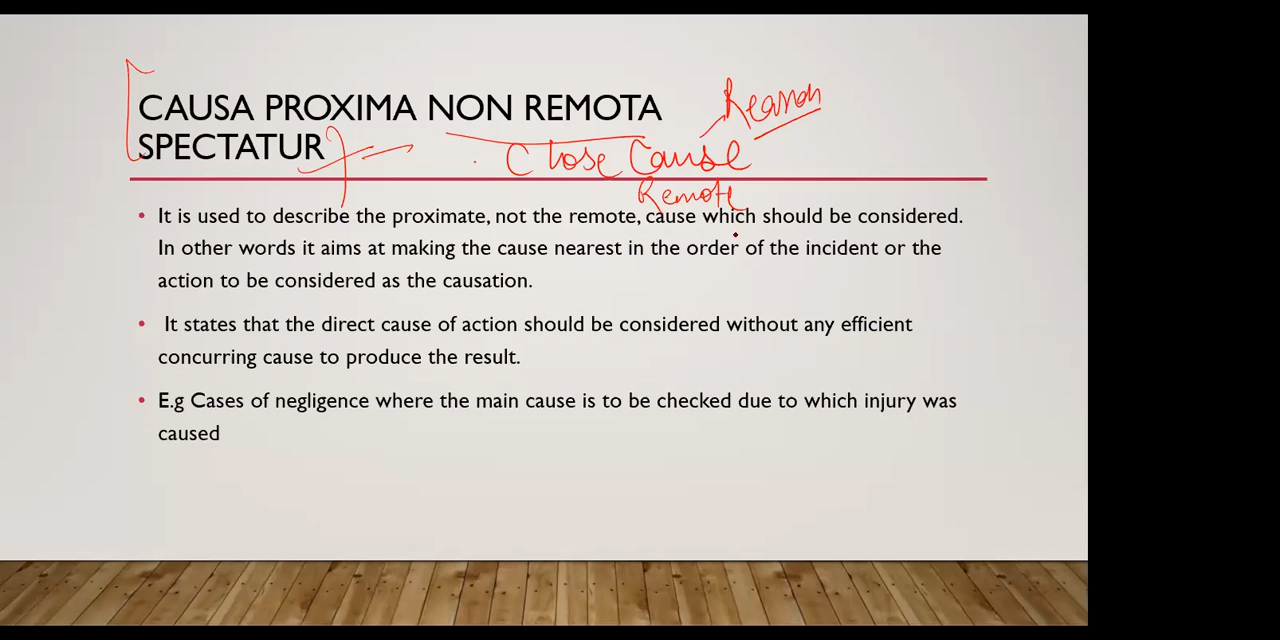 Reason
CAUSA PROXIMA NON REMOTA
SPECTATUR
Close Cause
Remote
• It is used to describe the proximate, not the remote, cause which should be considered.
In other words it aims at making the cause nearest in the order of the incident or the
action to be considered as the causation.
• It states that the direct cause of action should be considered without any efficient
concurring cause to produce the result.
• E.g Cases of negligence where the main cause is to be checked due to which injury was
caused